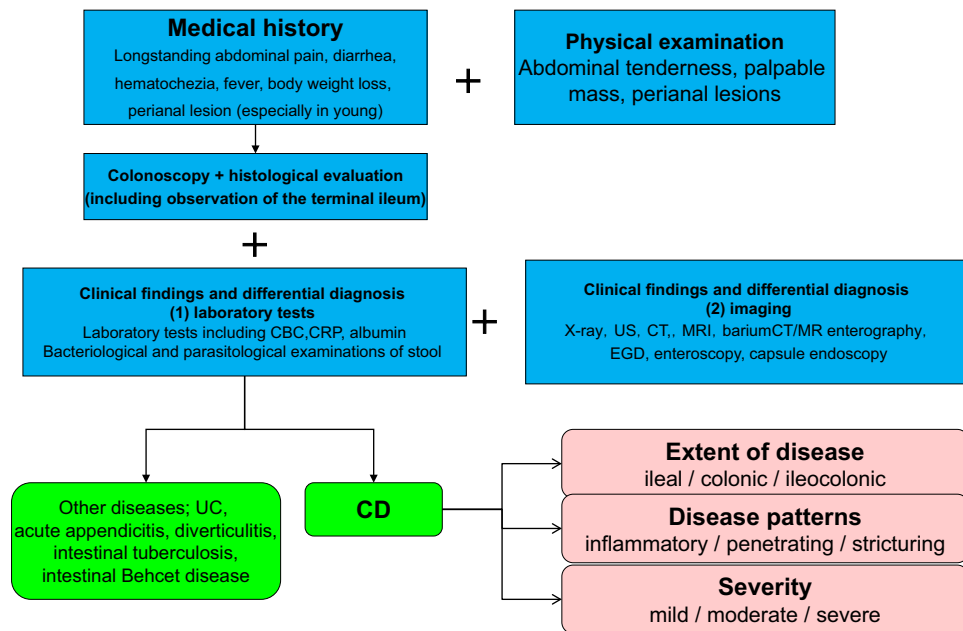 Medical history
Longstanding abdominal pain, diarrhea,
hematochezia, fever, body weight loss,
perianal lesion (especially in young)
+
Physical examination
Abdominal tenderness, palpable
mass, perianal lesions
Colonoscopy + histological evaluation
(including observation of the terminal ileum)
+
Clinical findings and differential diagnosis
(1) laboratory tests
Laboratory tests including CBC,CRP, albumin
Bacteriological and parasitological examinations of stool
+
Clinical findings and differential diagnosis
(2) imaging
X-ray, US, CT,, MRI, bariumCT/MR enterography,
EGD, enteroscopy, capsule endoscopy
Other diseases; UC,
acute appendicitis, diverticulitis,
intestinal tuberculosis,
intestinal Behcet disease
CD
Extent of disease
ileal / colonic / ileocolonic
Disease patterns
inflammatory / penetrating / stricturing
Severity
mild / moderate / severe